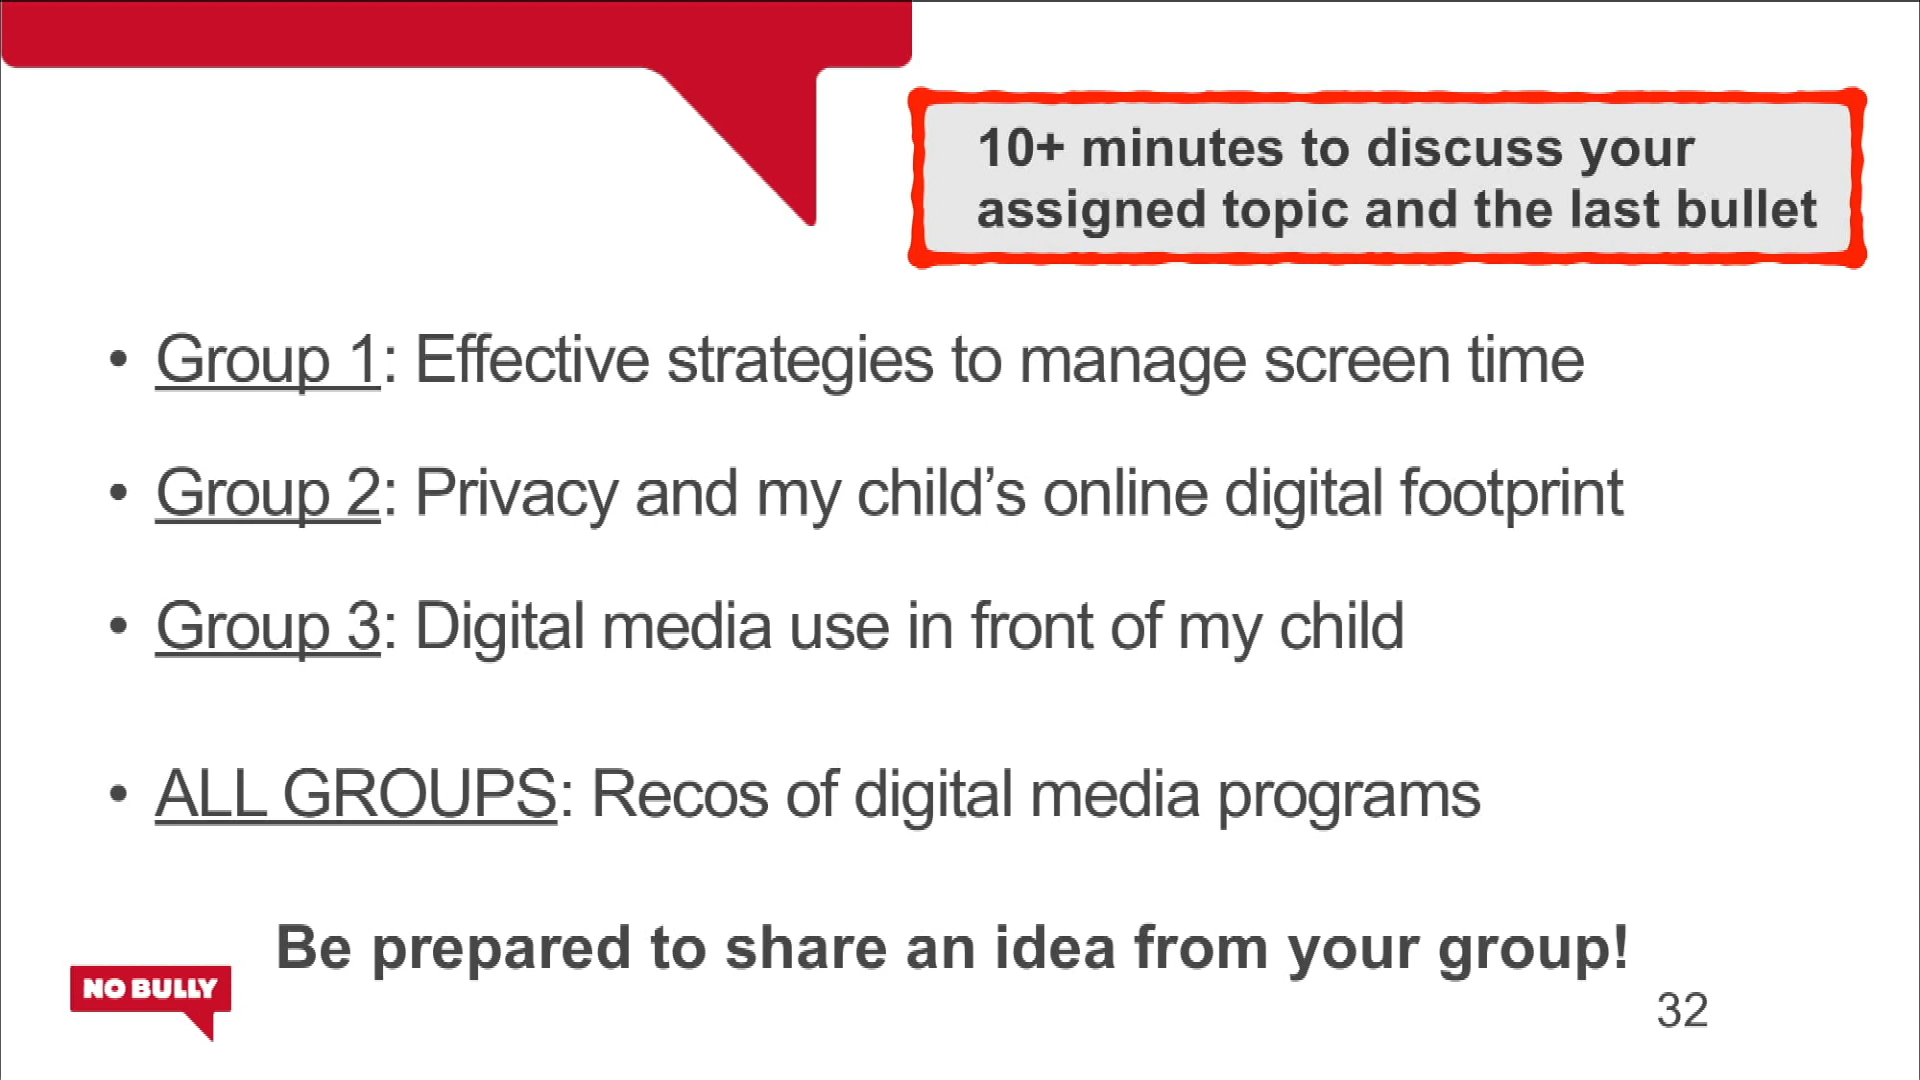 10+ minutes to discuss your
assigned topic and the last bullet
• Group 1: Effective strategies to manage screen time
• Group 2: Privacy and my child’s online digital footprint
• Group 3: Digital media use in front of my child
• ALL GROUPS: Recos of digital media programs
Be prepared to share an idea from your group!
NO BULLY
32